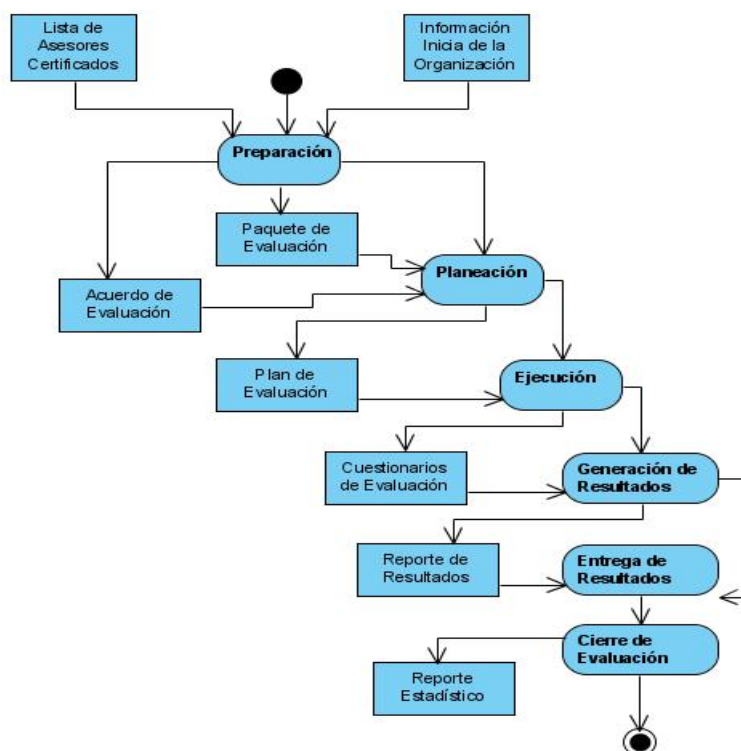 Lista de
Asesores
Certificados
Información
Inicia de la
Organización
Preparación
Paquete de
Evaluación
Planeación
Acuerdo de
Evaluación
Plan de
Evaluación
Ejecución
Cuestionarios
de Evaluación
Generación de
Resultados
Reporte de
Resultados
Entrega de
Resultados
Cierre de
Evaluación
Reporte
Estadístico